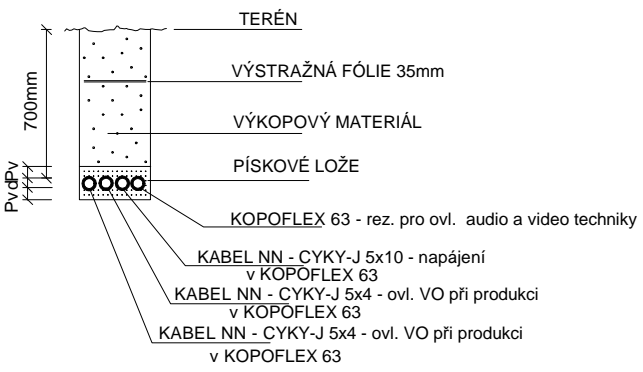 TERÉN
VÝSTRAŽNÁ FÓLIE 35mm
700mm
VÝKOPOVÝ MATERIÁL
PÍSKOVÉ LOŽE
Pv
d
Pv
KOPOFLEX 63 - rez. pro ovl. audio a video techniky
KABEL NN - CYKY-J 5x10 - napájení
v KOPOFLEX 63
KABEL NN - CYKY-J 5x4 - ovl. VO při produkci
v KOPOFLEX 63
KABEL NN - CYKY-J 5x4 - ovl. VO při produkci
v KOPOFLEX 63